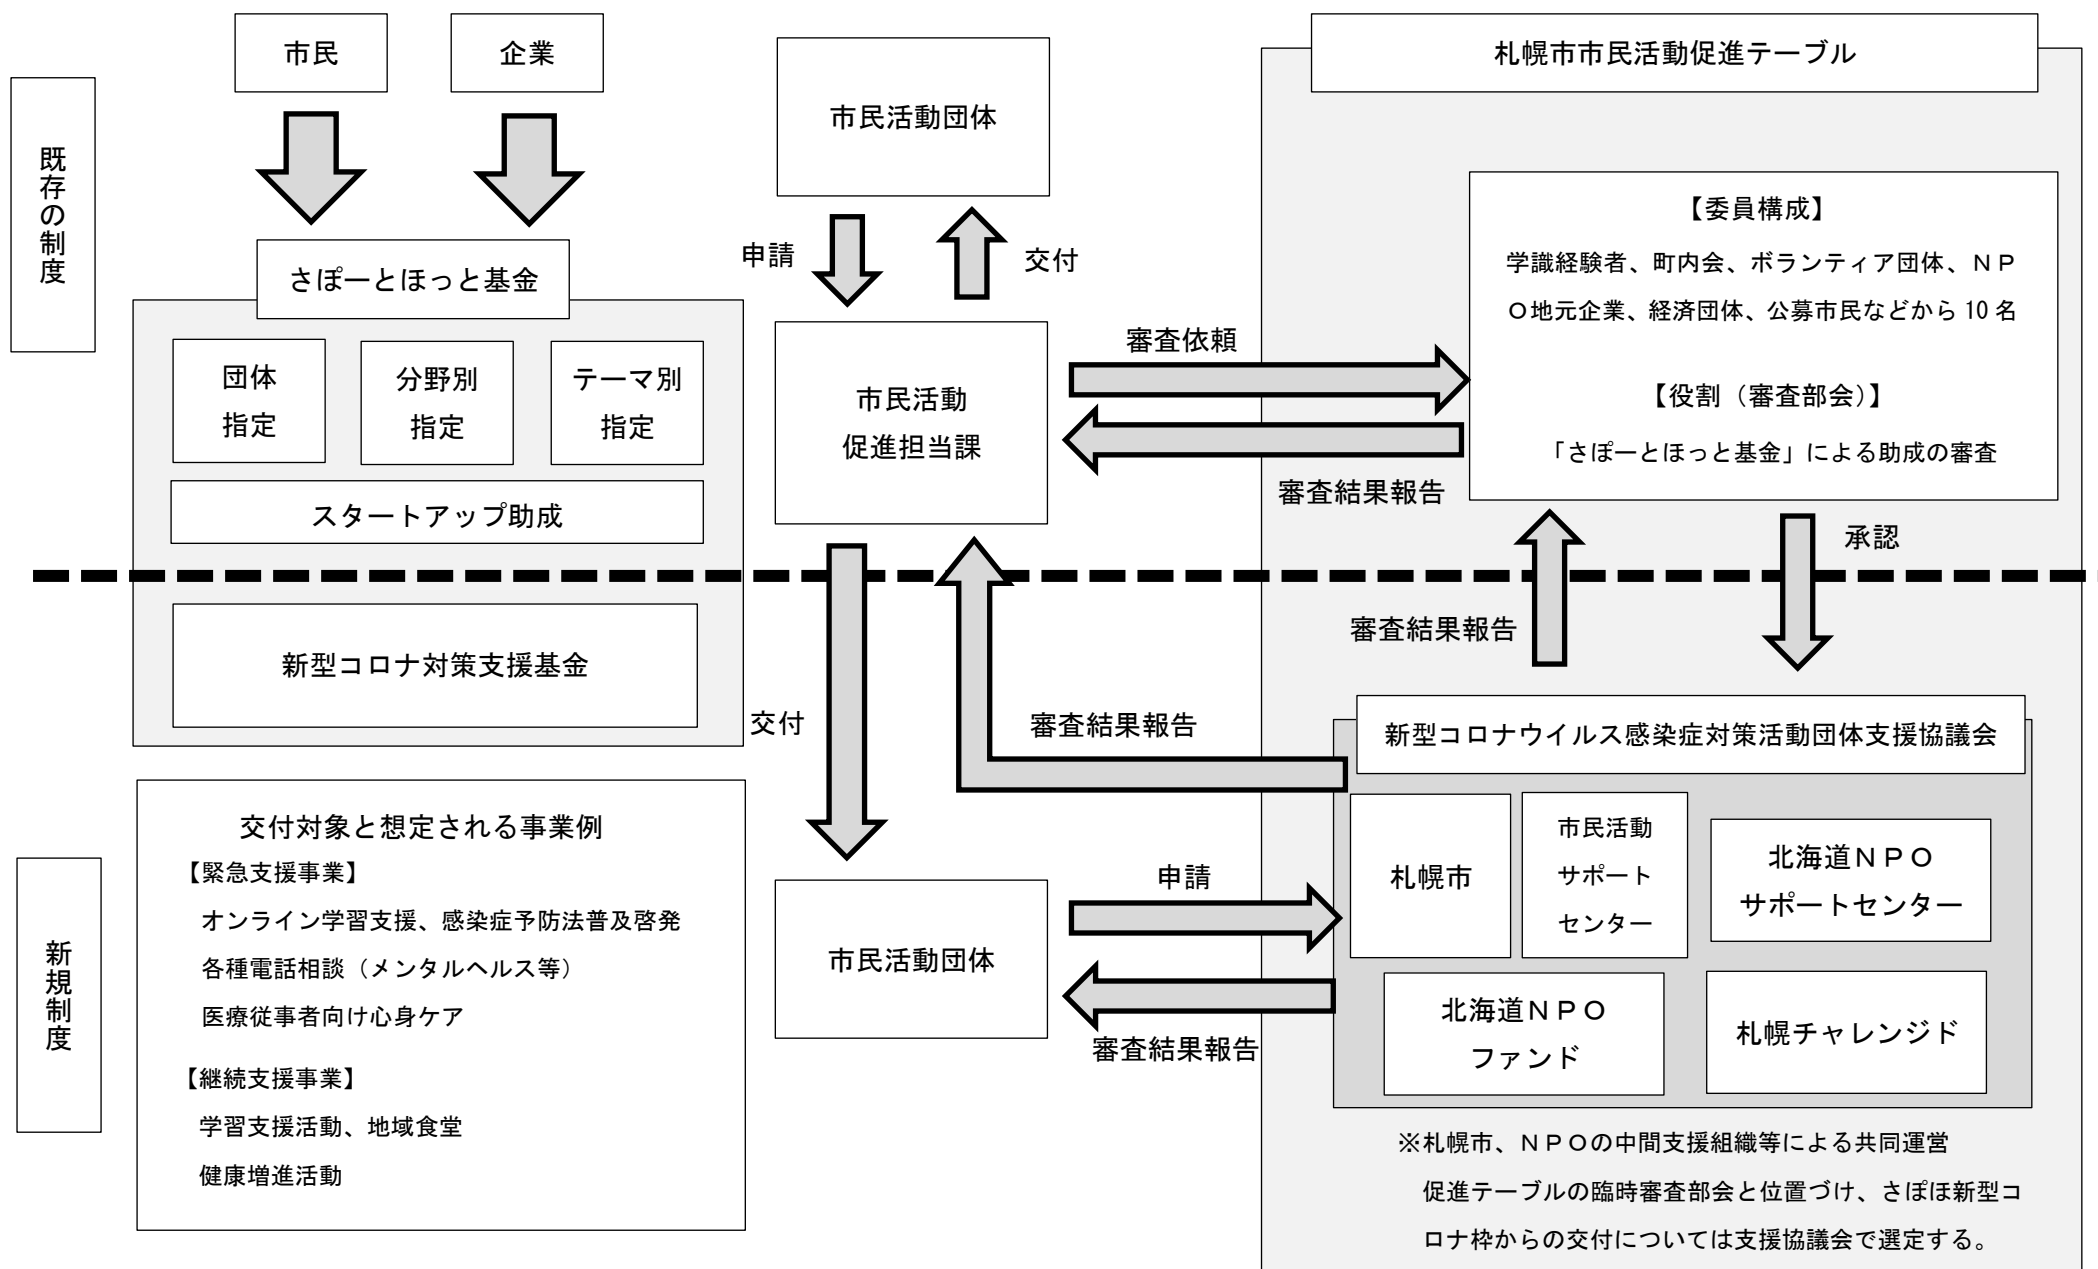 市民
企業
既存の制度
さぽーとほっと基金
団体
指定
分野別
指定
テーマ別
指定
スタートアップ助成
新型コロナ対策支援基金
市民活動団体
申請
交付
市民活動
促進担当課
審査依頼
審査結果報告
札幌市市民活動促進テーブル
【委員構成】
学識経験者、町内会、ボランティア団体、ＮＰ
Ｏ地元企業、経済団体、公募市民などから 10 名
【役割（審査部会）】
「さぽーとほっと基金」による助成の審査
審査結果報告
承認
新規制度
交付対象と想定される事業例
【緊急支援事業】
オンライン学習支援、感染症予防法普及啓発
各種電話相談（メンタルヘルス等）
医療従事者向け心身ケア
【継続支援事業】
学習支援活動、地域食堂
健康増進活動
交付
審査結果報告
市民活動団体
申請
審査結果報告
新型コロナウイルス感染症対策活動団体支援協議会
札幌市
市民活動
サポート
センター
北海道ＮＰＯ
サポートセンター
北海道ＮＰＯ
ファンド
札幌チャレンジド
※札幌市、ＮＰＯの中間支援組織等による共同運営
促進テーブルの臨時審査部会と位置づけ、さぽほ新型コ
ロナ枠からの交付については支援協議会で選定する。